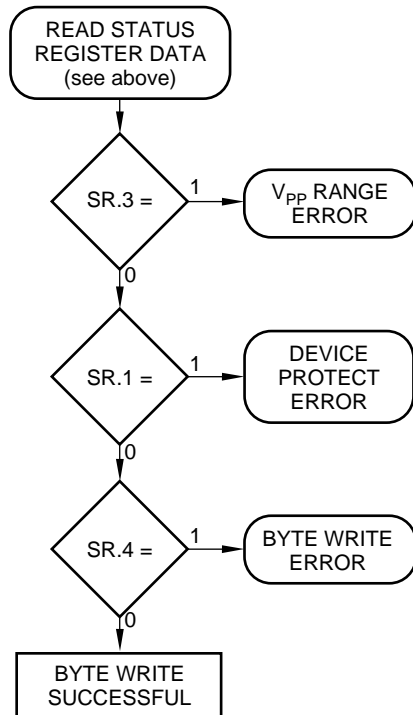 READ STATUS
REGISTER DATA
(see above)
SR.3 =
1
V_PP RANGE
ERROR
0
SR.1 =
1
DEVICE
PROTECT
ERROR
0
SR.4 =
1
BYTE WRITE
ERROR
0
BYTE WRITE
SUCCESSFUL